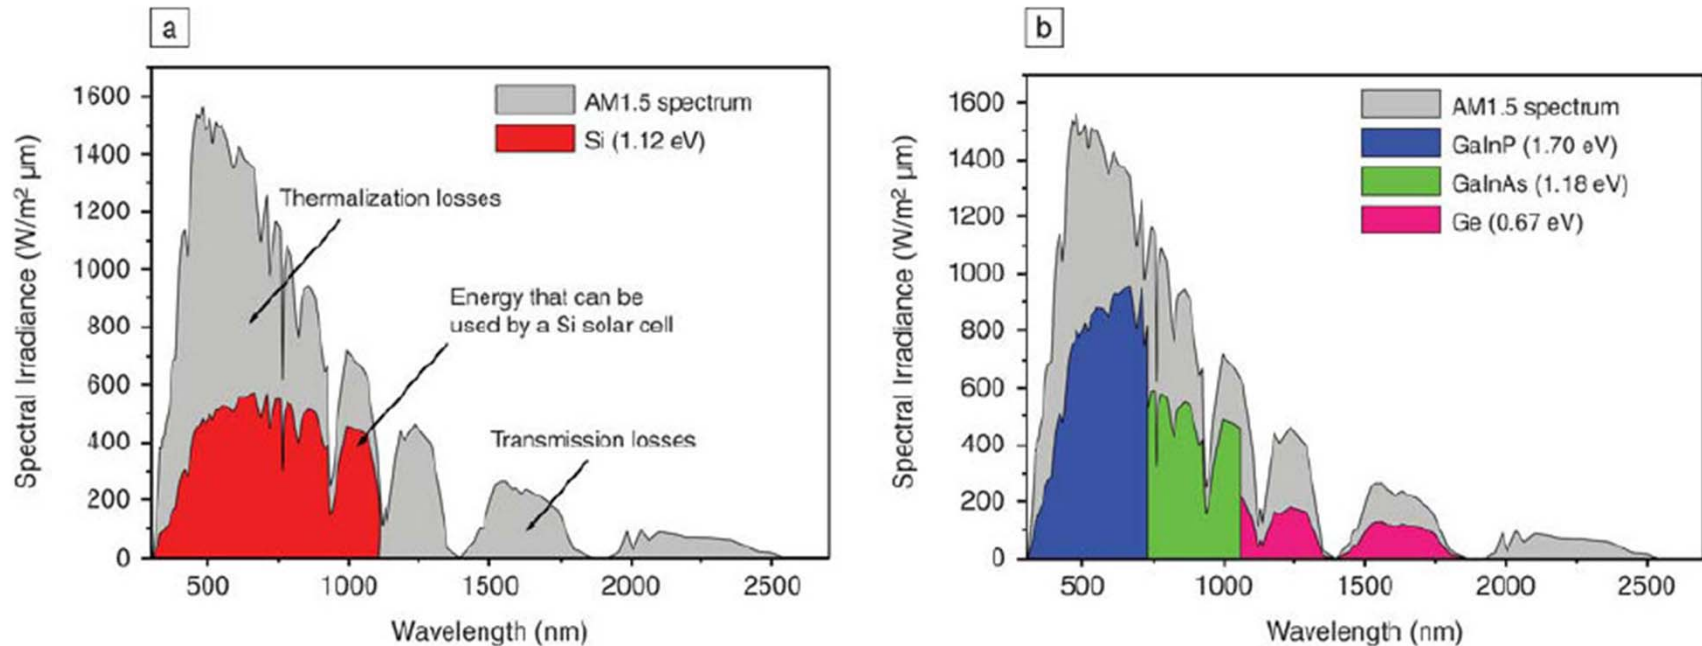 a
1600
1400
1200
1000
800
600
400
200
0
Spectral Irradiance (W/m² µm)
AM1.5 spectrum
Si (1.12 eV)
Thermalization losses
Energy that can be
used by a Si solar cell
Transmission losses
500
1000
1500
2000
2500
Wavelength (nm)
b
1600
1400
1200
1000
800
600
400
200
0
Spectral Irradiance (W/m² µm)
AM1.5 spectrum
GaInP (1.70 eV)
GaInAs (1.18 eV)
Ge (0.67 eV)
500
1000
1500
2000
2500
Wavelength (nm)